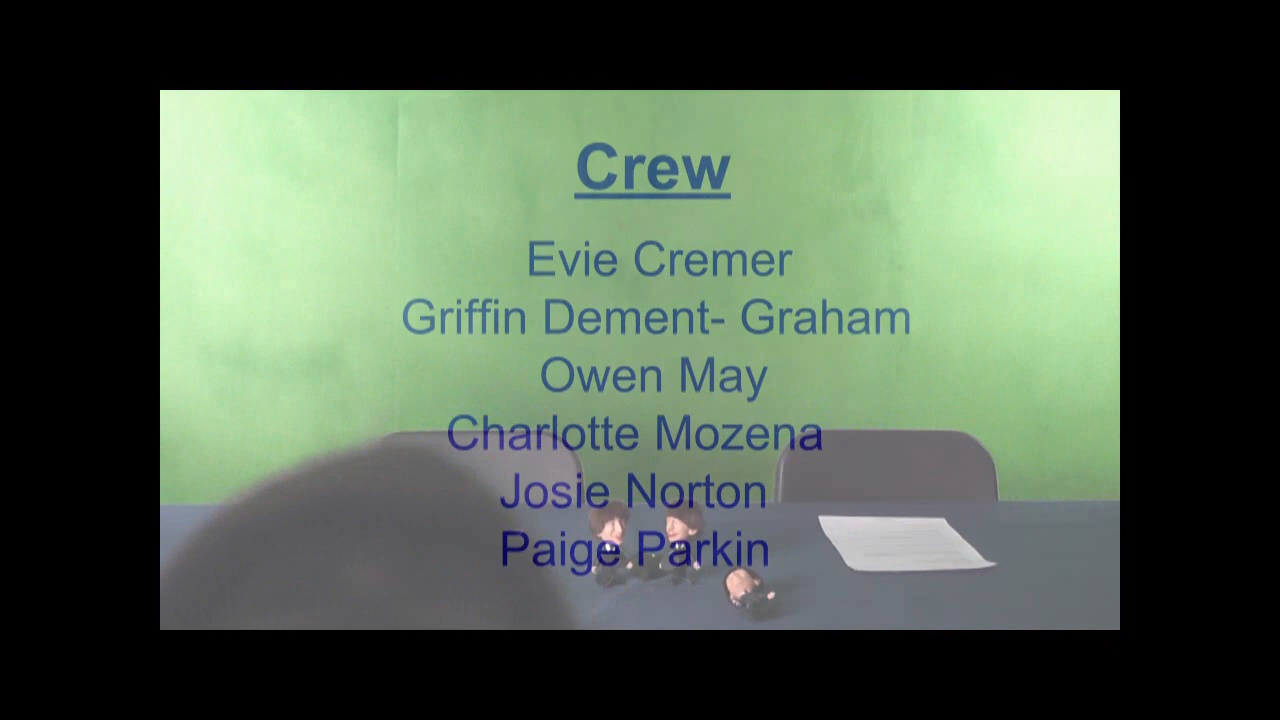 Crew
Evie Cremer
Griffin Dement- Graham
Owen May
Charlotte Mozena
Josie Norton
Paige Parkin